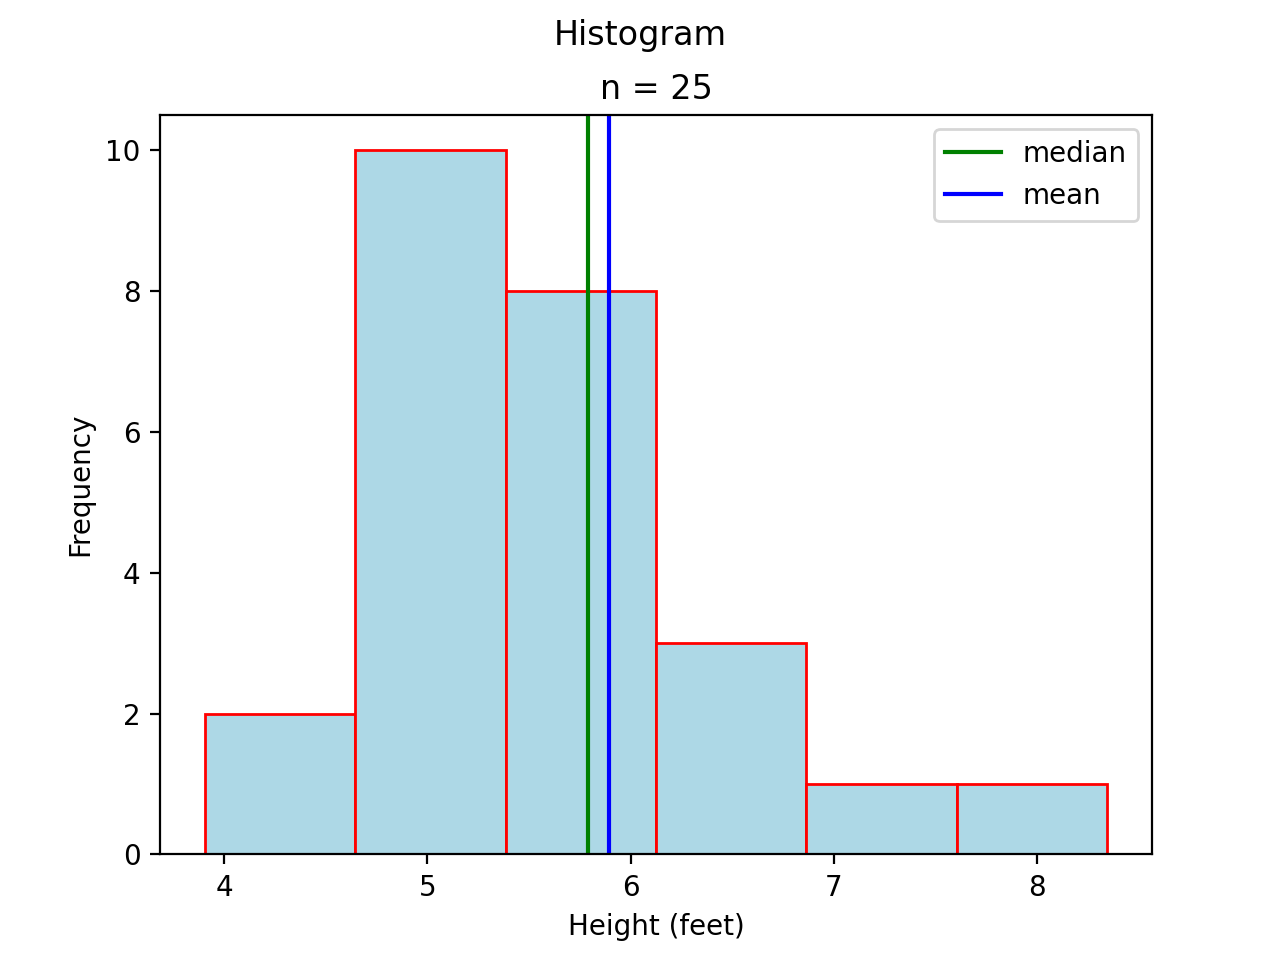 Histogram
n = 25
median
mean
10
8
6
4
2
0
Frequency
4 5 6 7 8
Height (feet)